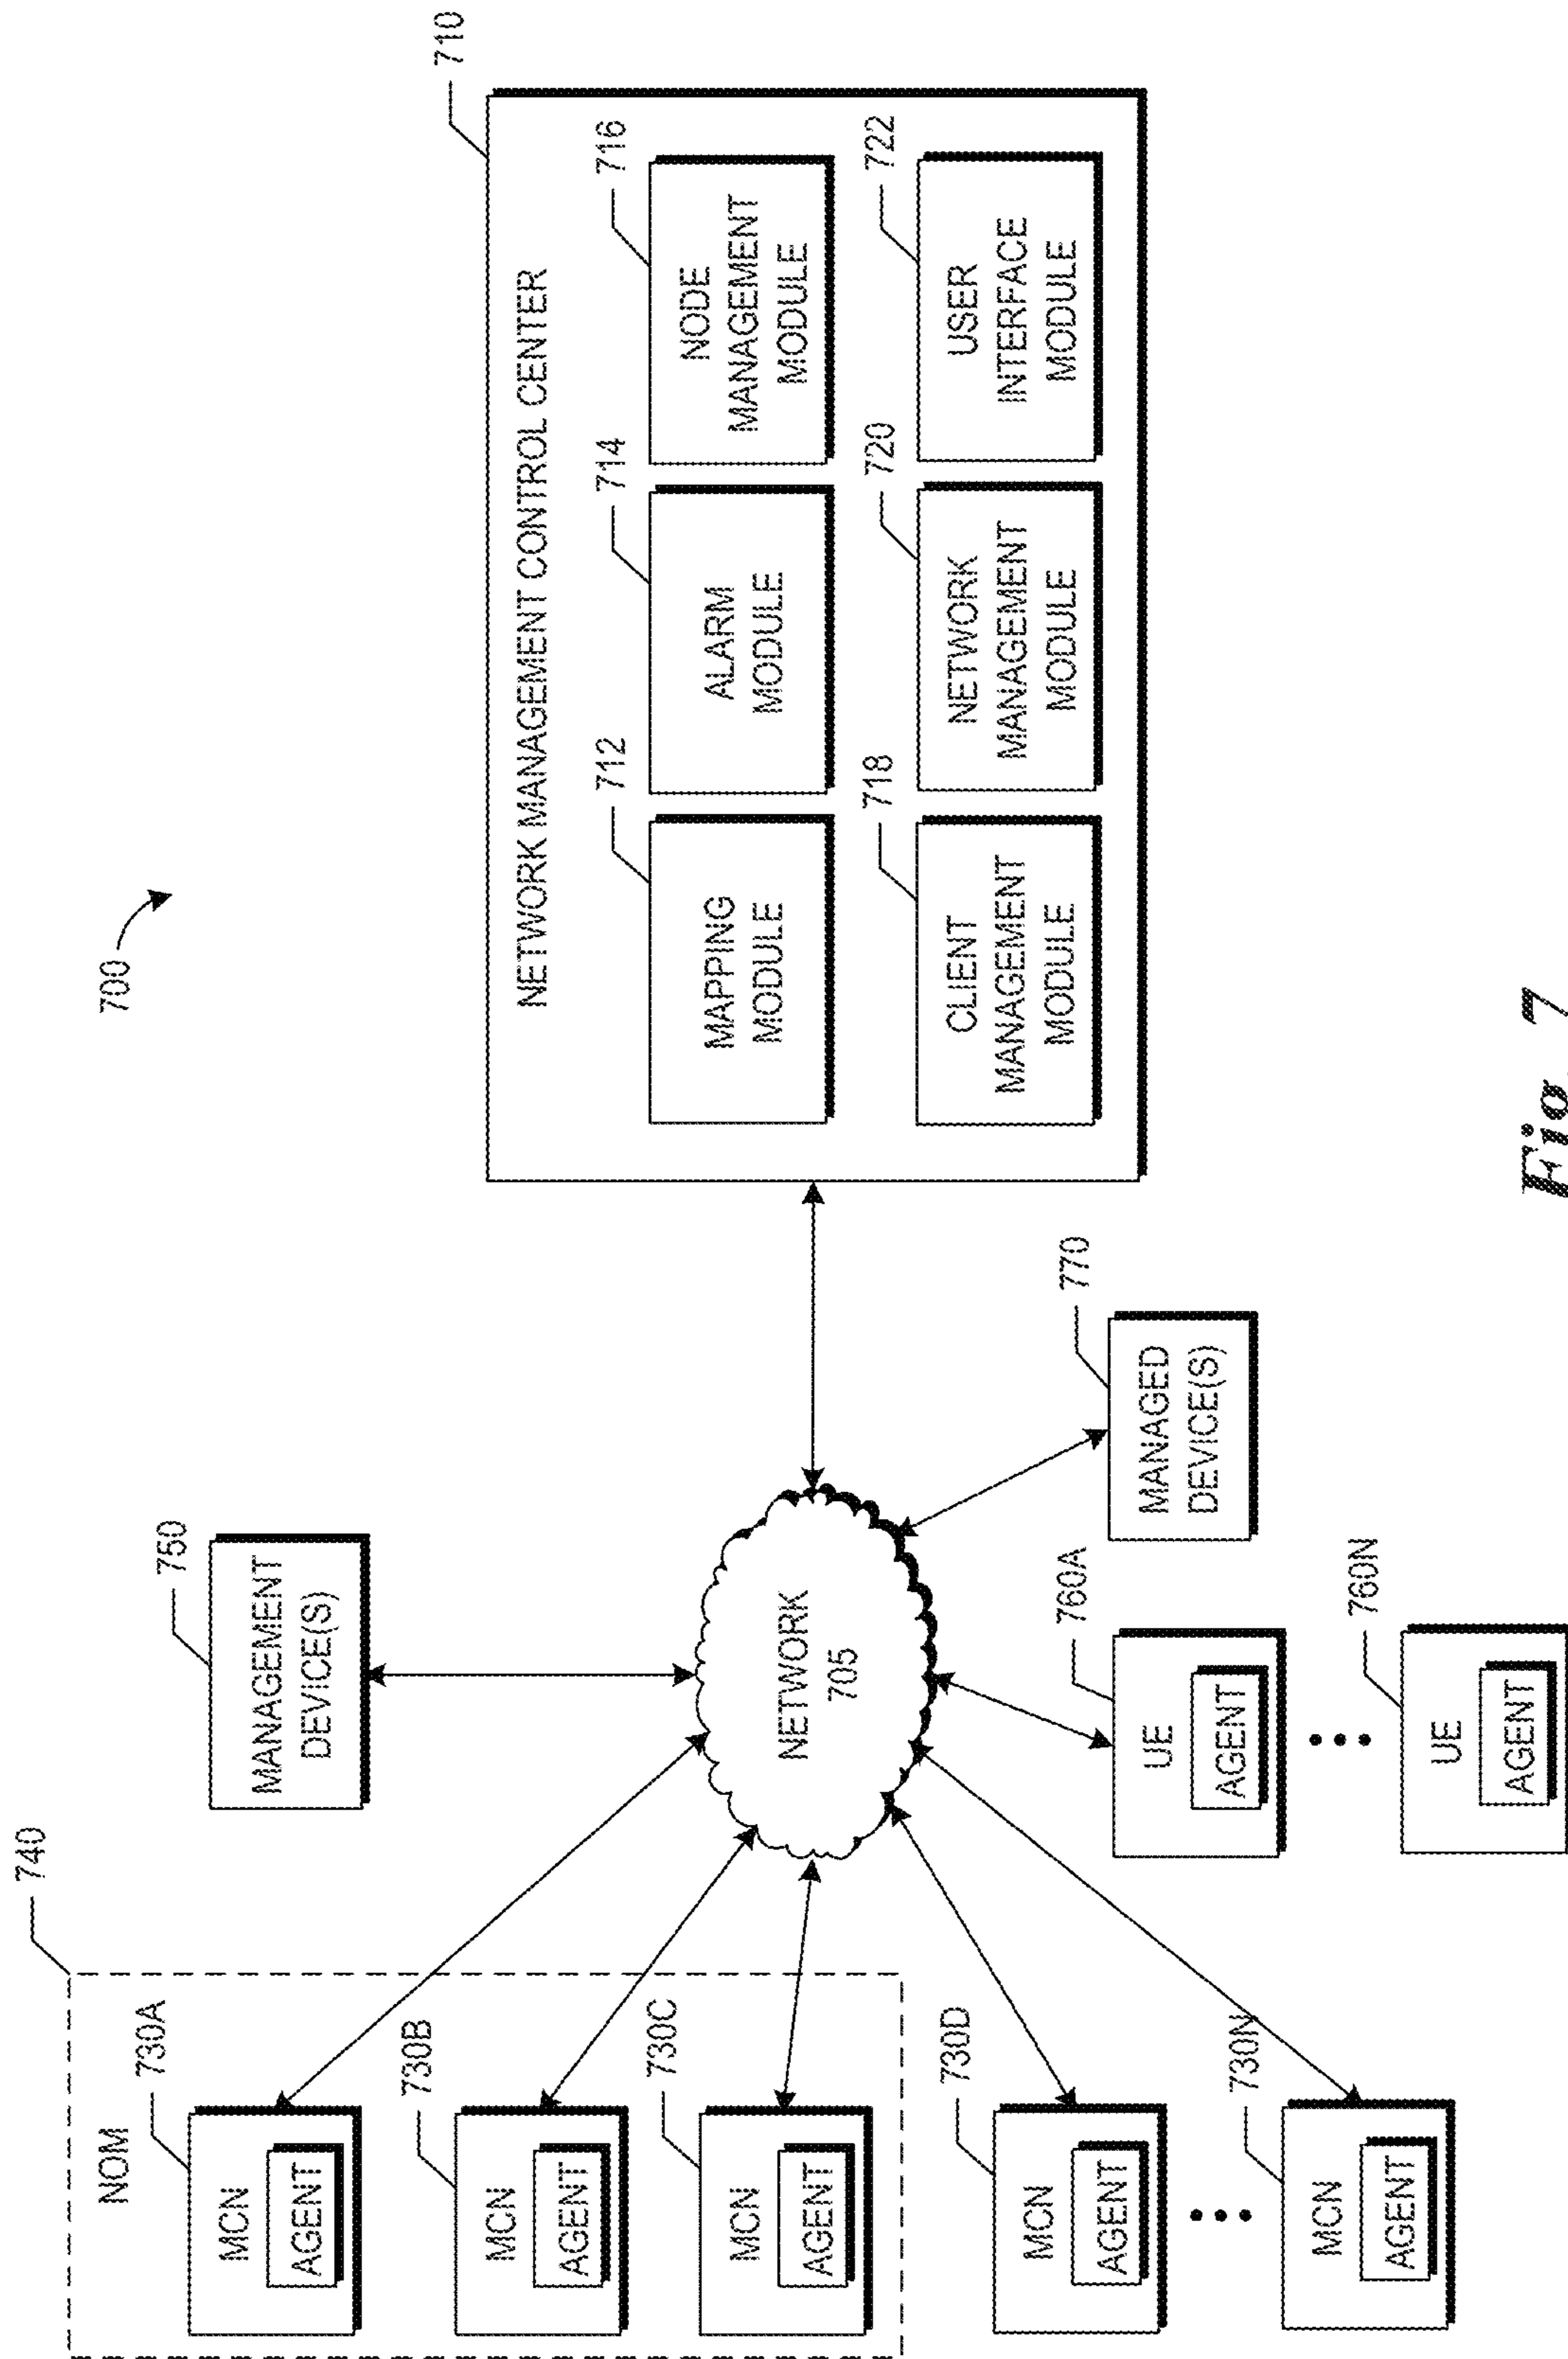 700
740
NOM
730A
MCN
AGENT
730B
MCN
AGENT
730C
MCN
AGENT
730D
MCN
AGENT
730N
MCN
AGENT
750
MANAGEMENT
DEVICE(S)
NETWORK
705
760A
UE
AGENT
760N
UE
AGENT
770
MANAGED
DEVICE(S)
710
NETWORK MANAGEMENT CONTROL CENTER
712
MAPPING
MODULE
714
ALARM
MODULE
716
NODE
MANAGEMENT
MODULE
718
CLIENT
MANAGEMENT
MODULE
720
NETWORK
MANAGEMENT
MODULE
722
USER
INTERFACE
MODULE
Fig. 7